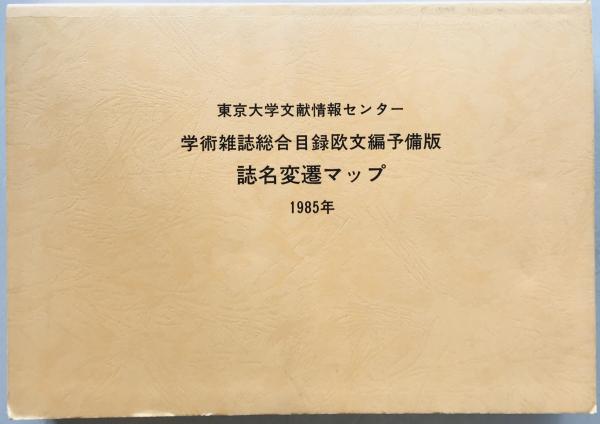 東京大学文献情報センター
学術雑誌総合目録欧文編予備版
誌名変遷マップ
1985年